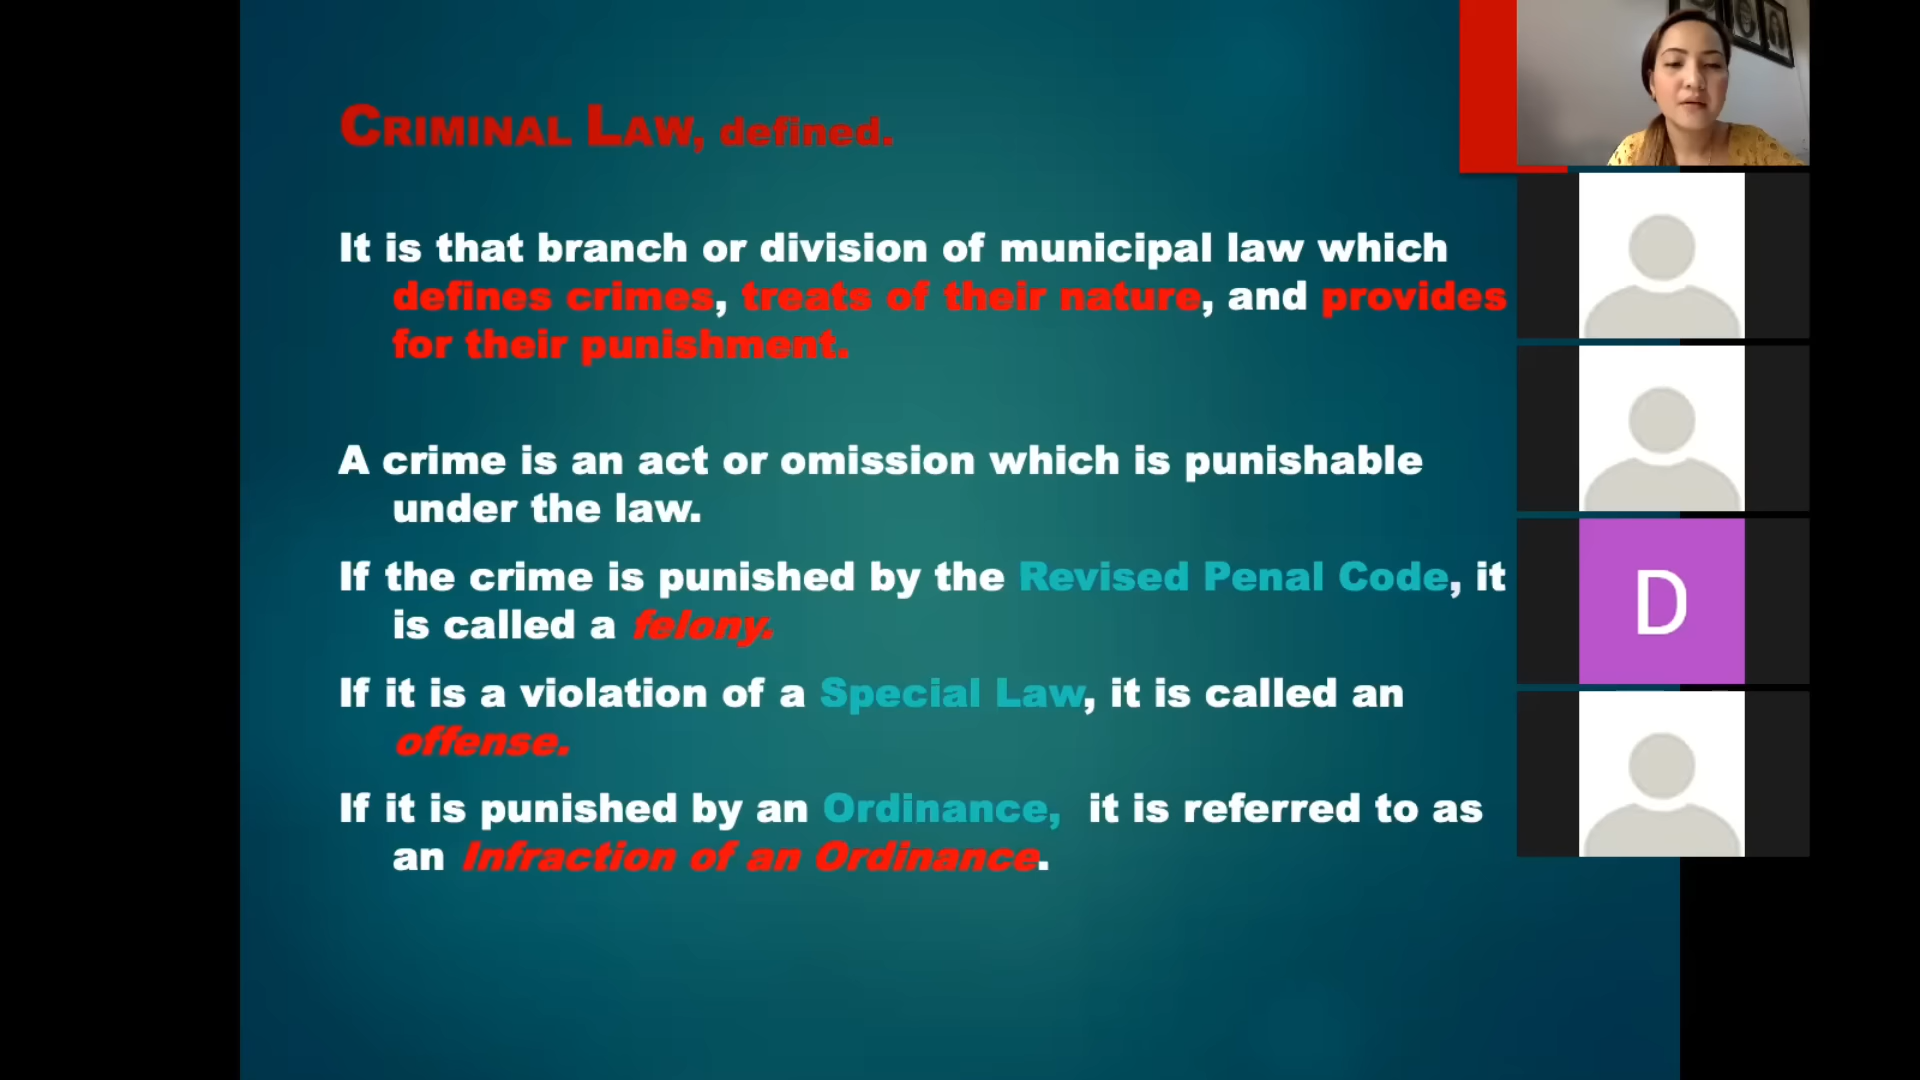 CRIMINAL LAW, defined.
It is that branch or division of municipal law which
defines crimes, treats of their nature, and provides
for their punishment.
A crime is an act or omission which is punishable
under the law.
If the crime is punished by the Revised Penal Code, it
is called a felony.
If it is a violation of a Special Law, it is called an
offense.
If it is punished by an Ordinance, it is referred to as
an Infraction of an Ordinance.
D